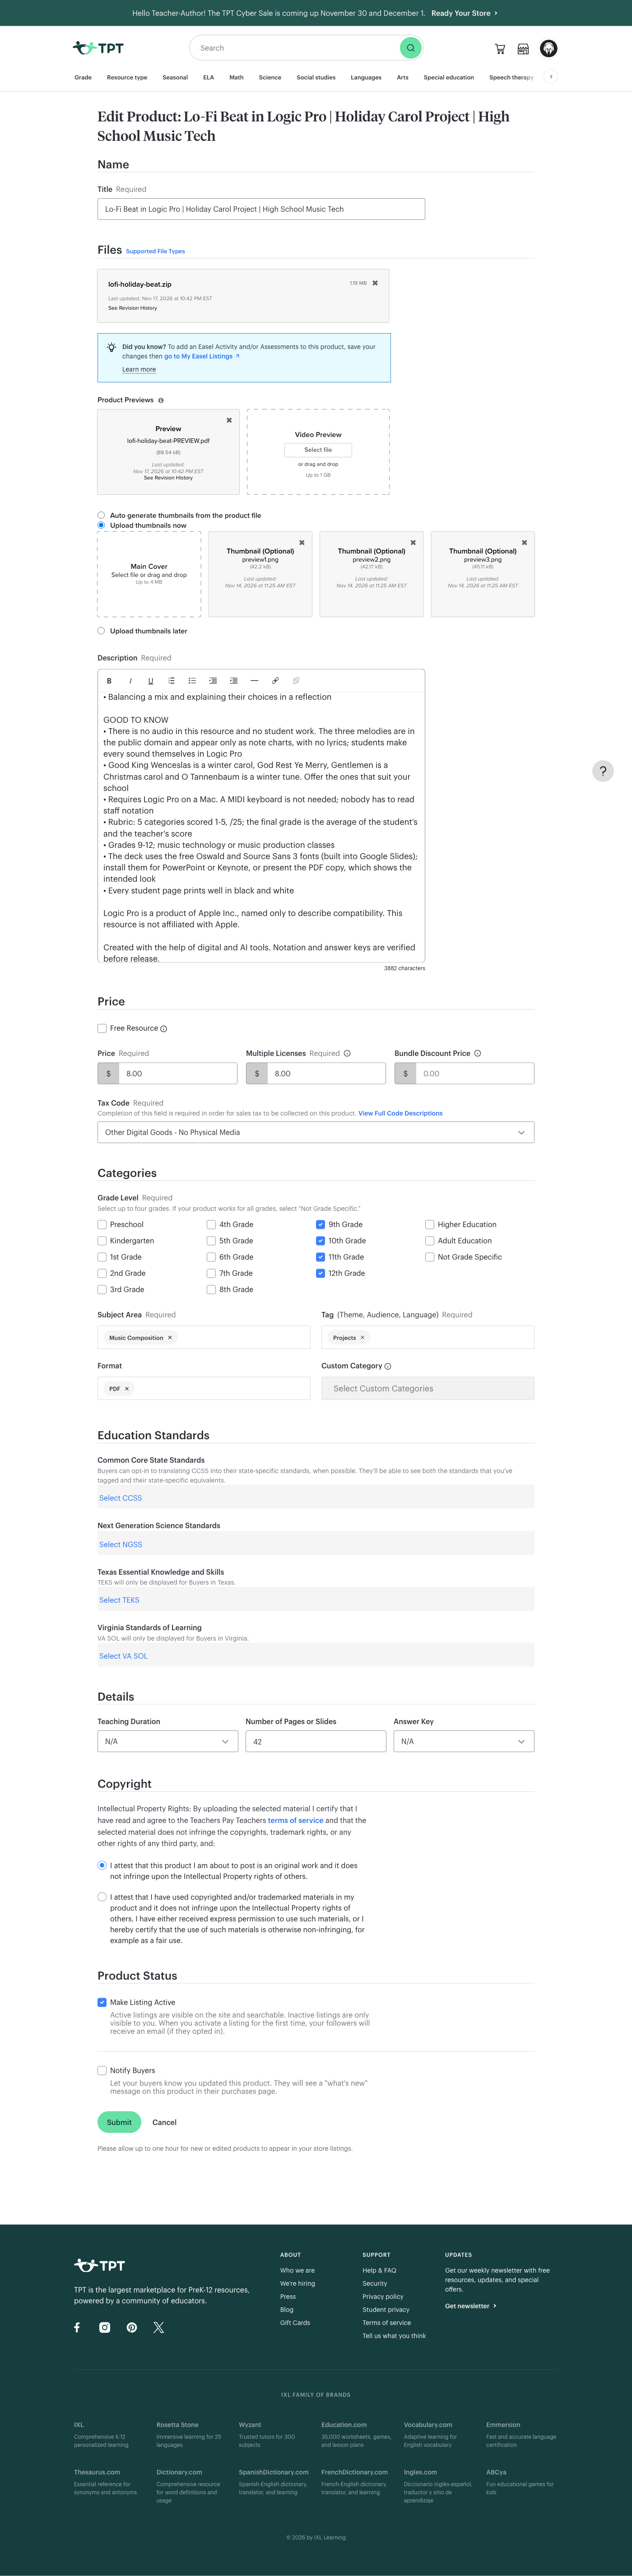 Hello Teacher-Author! The TPT Cyber Sale is coming up November 30 and December 1. Ready Your Store
TPT
Search
Grade Resource type Seasonal ELA Math Science Social studies Languages Arts Special education Speech therapy
Edit Product: Lo-Fi Beat in Logic Pro | Holiday Carol Project | High
School Music Tech
Name
Title Required
Lo-Fi Beat in Logic Pro | Holiday Carol Project | High School Music Tech
Files Supported File Types
lofi-holiday-beat.zip 1.19 MB ✖
Last updated: Nov 17, 2026 at 10:42 PM EST
See Revision History
Did you know? To add an Easel Activity and/or Assessments to this product, save your
changes then go to My Easel Listings
Learn more
Product Previews
Preview
lofi-holiday-beat-PREVIEW.pdf
(88.54 kB)
Last updated:
Nov 17, 2026 at 10:42 PM EST
See Revision History
Video Preview
Select file
or drag and drop
Up to 1 GB
Auto generate thumbnails from the product file
Upload thumbnails now
Main Cover
Select file or drag and drop
Up to 4 MB
Thumbnail (Optional)
preview1.png
(42.2 kB)
Last updated:
Nov 14, 2026 at 11:25 AM EST
Thumbnail (Optional)
preview2.png
(42.17 kB)
Last updated:
Nov 14, 2026 at 11:25 AM EST
Thumbnail (Optional)
preview3.png
(45.11 kB)
Last updated:
Nov 14, 2026 at 11:25 AM EST
Upload thumbnails later
Description Required
B I U
• Balancing a mix and explaining their choices in a reflection
GOOD TO KNOW
• There is no audio in this resource and no student work. The three melodies are in
the public domain and appear only as note charts, with no lyrics; students make
every sound themselves in Logic Pro
• Good King Wenceslas is a winter carol, God Rest Ye Merry, Gentlemen is a
Christmas carol and O Tannenbaum is a winter tune. Offer the ones that suit your
school
• Requires Logic Pro on a Mac. A MIDI keyboard is not needed; nobody has to read
staff notation
• Rubric: 5 categories scored 1-5, /25; the final grade is the average of the student's
and the teacher's score
• Grades 9-12; music technology or music production classes
• The deck uses the free Oswald and Source Sans 3 fonts (built into Google Slides);
install them for PowerPoint or Keynote, or present the PDF copy, which shows the
intended look
• Every student page prints well in black and white
Logic Pro is a product of Apple Inc., named only to describe compatibility. This
resource is not affiliated with Apple.
Created with the help of digital and AI tools. Notation and answer keys are verified
before release.
3882 characters
?
Price
Free Resource
Price Required
$ 8.00
Multiple Licenses Required
$ 8.00
Bundle Discount Price
$ 0.00
Tax Code Required
Completion of this field is required in order for sales tax to be collected on this product. View Full Code Descriptions
Other Digital Goods - No Physical Media
Categories
Grade Level Required
Select up to four grades. If your product works for all grades, select "Not Grade Specific."
Preschool 4th Grade 9th Grade Higher Education
Kindergarten 5th Grade 10th Grade Adult Education
1st Grade 6th Grade 11th Grade Not Grade Specific
2nd Grade 7th Grade 12th Grade
3rd Grade 8th Grade
Subject Area Required
Music Composition ×
Tag (Theme, Audience, Language) Required
Projects ×
Format
PDF ×
Custom Category
Select Custom Categories
Education Standards
Common Core State Standards
Buyers can opt-in to translating CCSS into their state-specific standards, when possible. They'll be able to see both the standards that you've
tagged and their state-specific equivalents.
Select CCSS
Next Generation Science Standards
Select NGSS
Texas Essential Knowledge and Skills
TEKS will only be displayed for Buyers in Texas.
Select TEKS
Virginia Standards of Learning
VA SOL will only be displayed for Buyers in Virginia.
Select VA SOL
Details
Teaching Duration Number of Pages or Slides Answer Key
N/A 42 N/A
Copyright
Intellectual Property Rights: By uploading the selected material I certify that I
have read and agree to the Teachers Pay Teachers terms of service and that the
selected material does not infringe the copyrights, trademark rights, or any
other rights of any third party, and:
I attest that this product I am about to post is an original work and it does
not infringe upon the Intellectual Property rights of others.
I attest that I have used copyrighted and/or trademarked materials in my
product and it does not infringe upon the Intellectual Property rights of
others. I have either received express permission to use such materials, or I
hereby certify that the use of such materials is otherwise non-infringing, for
example as a fair use.
Product Status
Make Listing Active
Active listings are visible on the site and searchable. Inactive listings are only
visible to you. When you activate a listing for the first time, your followers will
receive an email (if they opted in).
Notify Buyers
Let your buyers know you updated this product. They will see a "what's new"
message on this product in their purchases page.
Submit Cancel
Please allow up to one hour for new or edited products to appear in your store listings.
TPT
TPT is the largest marketplace for PreK-12 resources,
powered by a community of educators.
ABOUT
Who we are
We're hiring
Press
Blog
Gift Cards
SUPPORT
Help & FAQ
Security
Privacy policy
Student privacy
Terms of service
Tell us what you think
UPDATES
Get our weekly newsletter with free
resources, updates, and special
offers.
Get newsletter
IXL FAMILY OF BRANDS
IXL
Comprehensive K-12
personalized learning
Rosetta Stone
Immersive learning for 25
languages
Wyzant
Trusted tutors for 300
subjects
Education.com
35,000 worksheets, games,
and lesson plans
Vocabulary.com
Adaptive learning for
English vocabulary
Emmersion
Fast and accurate language
certification
Thesaurus.com
Essential reference for
synonyms and antonyms
Dictionary.com
Comprehensive resource
for word definitions and
usage
SpanishDictionary.com
Spanish-English dictionary,
translator, and learning
FrenchDictionary.com
French-English dictionary,
translator, and learning
Ingles.com
Diccionario inglés-español,
traductor y sitio de
aprendizaje
ABCya
Fun educational games for
kids
© 2026 by IXL Learning